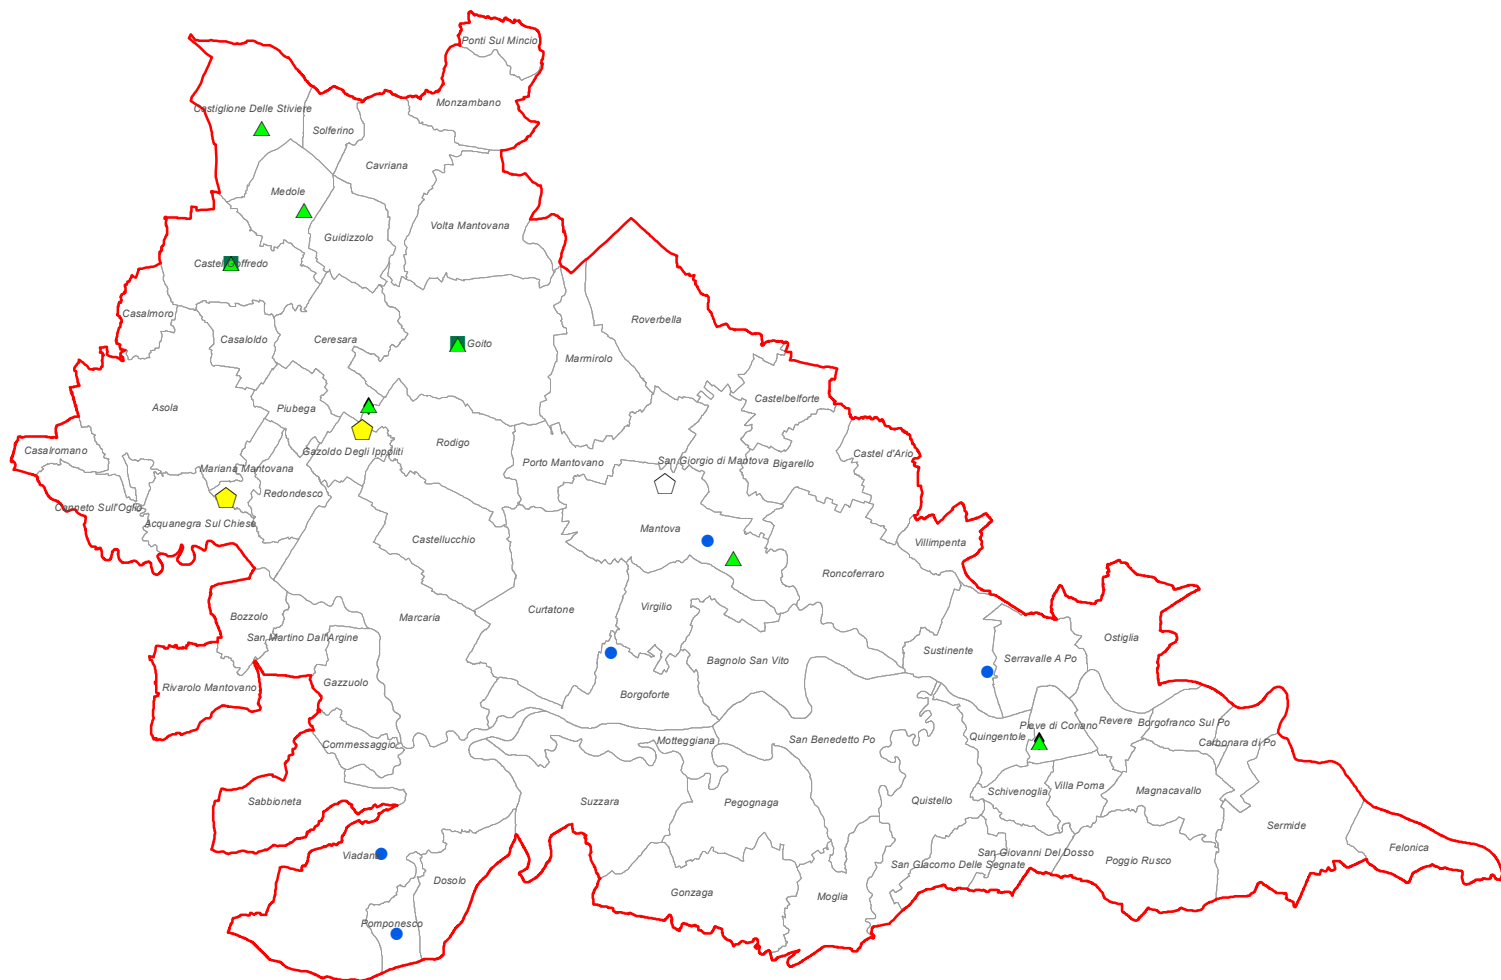 Ponti Sul Mincio
Monzambano
Castiglione Delle Stiviere
Solferino
Cavriana
Medole
Volta Mantovana
Guidizzolo
Castel Goffredo
Casalmoro
Roverbella
Casaloldo
Ceresara
Goito
Marmirolo
Castelbelforte
Asola
Piubega
Rodigo
Casalromano
Gazoldo Degli Ippoliti
Castel d'Ario
Mariana Mantovana
Porto Mantovano
San Giorgio di Mantova
Bigarello
Redondesco
Canneto Sull'Oglio
Acquanegra Sul Chiese
Mantova
Castellucchio
Villimpenta
Roncoferraro
Curtatone
Virgilio
Bozzolo
Marcaria
San Martino Dall'Argine
Ostiglia
Sustinente
Serravalle A Po
Bagnolo San Vito
Rivarolo Mantovano
Gazzuolo
Borgoforte
Pieve di Coriano
Revere
Borgofranco Sul Po
Quingentole
Commessaggio
Motteggiana
San Benedetto Po
Carbonara di Po
Sabbioneta
Suzzara
Pegognaga
Quistello
Schivenoglia
Villa Poma
Magnacavallo
Sermide
Felonica
Viadana
San Giacomo Delle Segnate
San Giovanni Del Dosso
Poggio Rusco
Dosolo
Gonzaga
Moglia
Pomponesco